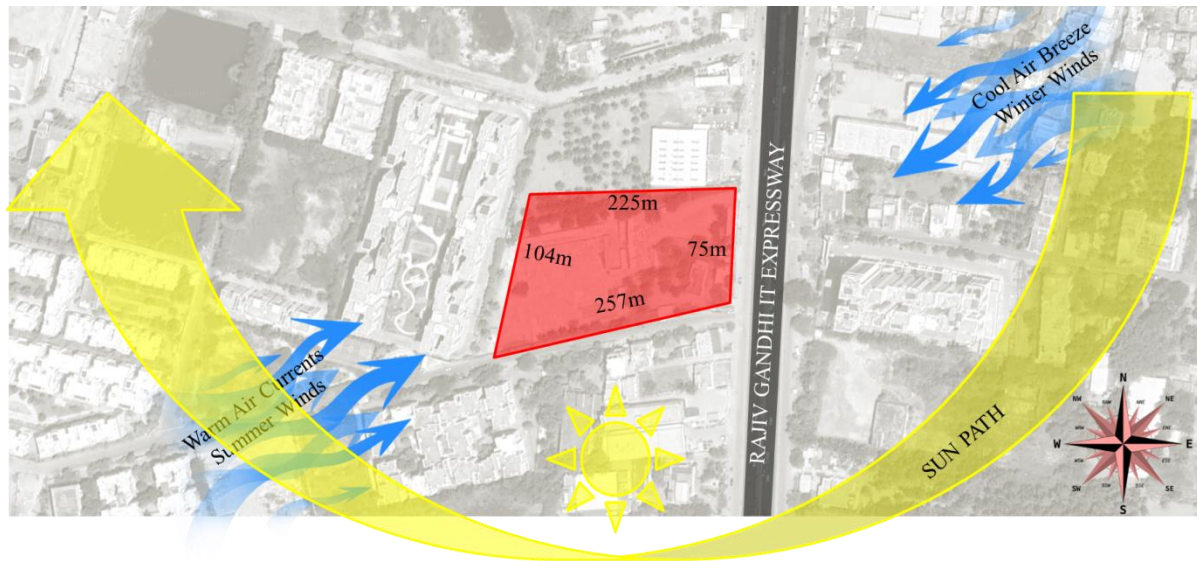 Cool Air Breeze
Winter Winds
RAJIV GANDHI IT EXPRESSWAY
225m
104m
75m
257m
Warm Air Currents
Summer Winds
SUN PATH
N
NW
NE
W
E
SW
SE
S